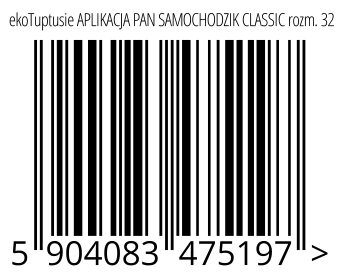 ekoTuptusie APLIKACJA PAN SAMOCHODZIK CLASSIC rozm. 32
5 904083 475197 >